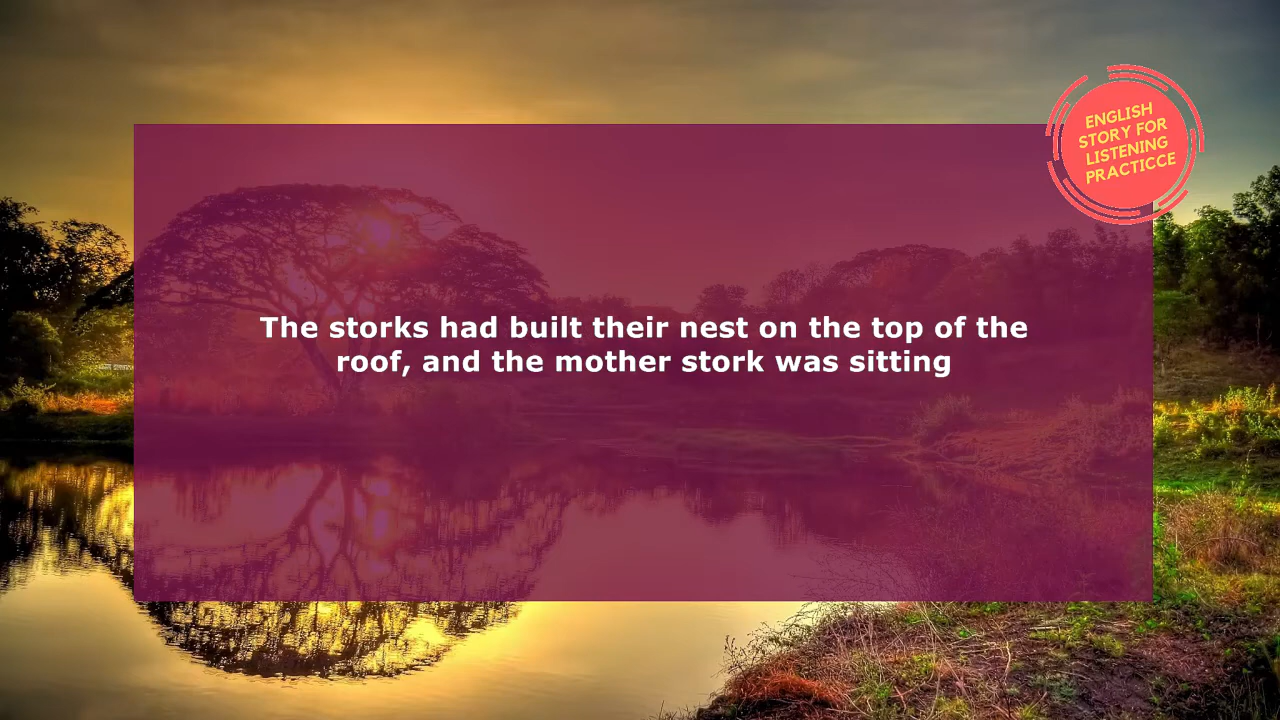 ENGLISH
STORY FOR
LISTENING
PRACTICCE
The storks had built their nest on the top of the
roof, and the mother stork was sitting